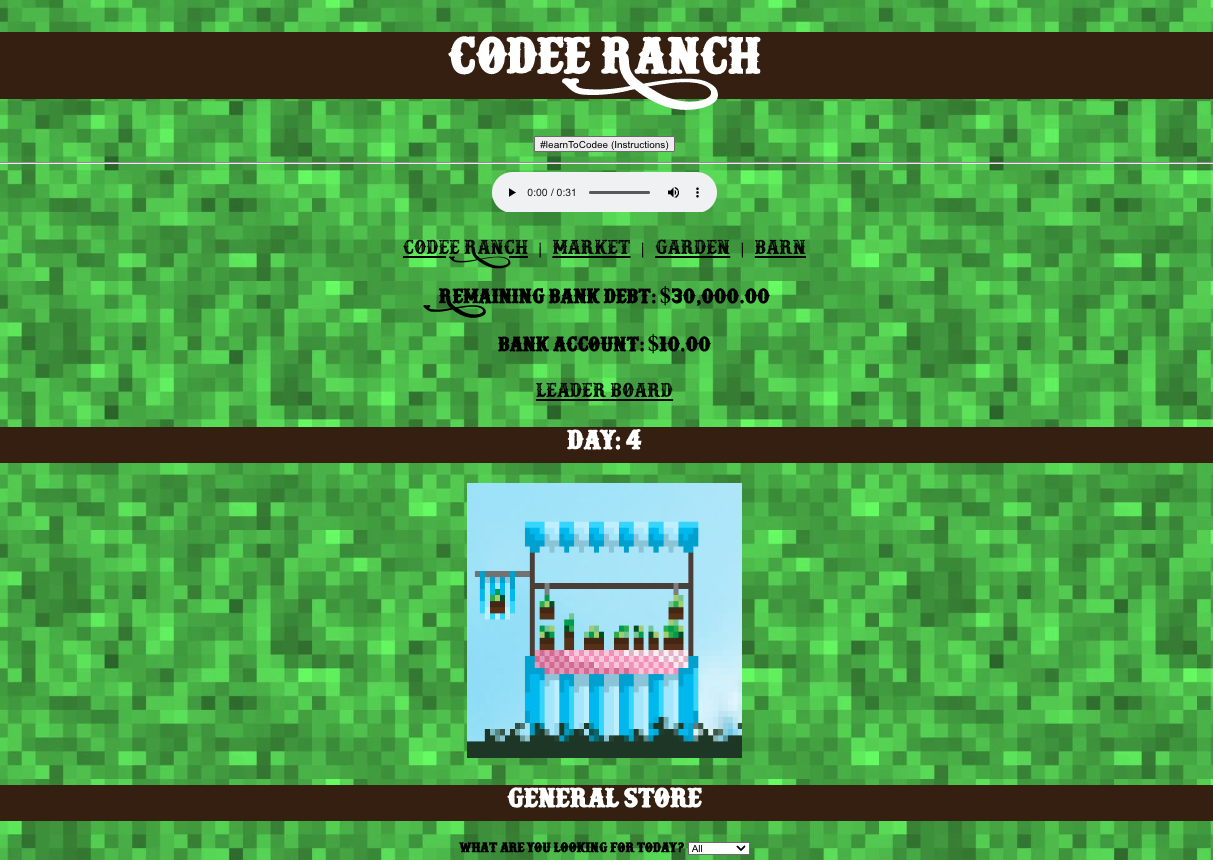 CODEE RANCH
#learnToCodee (Instructions)
0:00 / 0:31
CODEE RANCH | MARKET | GARDEN | BARN
REMAINING BANK DEBT: $30,000.00
BANK ACCOUNT: $10.00
LEADER BOARD
DAY: 4
GENERAL STORE
WHAT ARE YOU LOOKING FOR TODAY? All